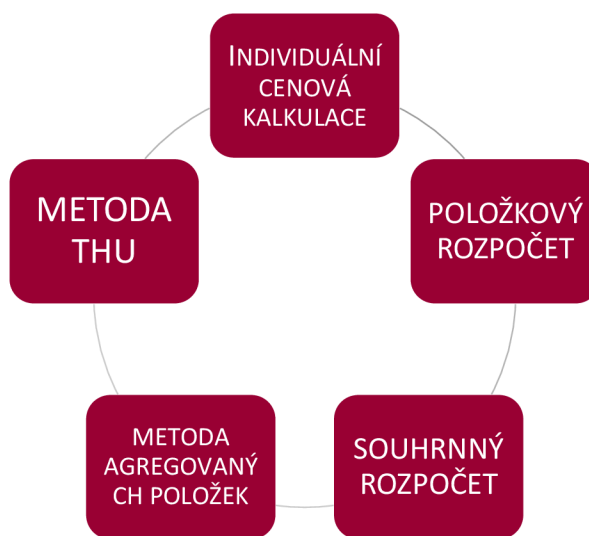 INDIVIDUÁLNÍ
CENOVÁ
KALKULACE
METODA
THU
POLOŽKOVÝ
ROZPOČET
METODA
AGREGOVANÝ
CH POLOŽEK
SOUHRNNÝ
ROZPOČET